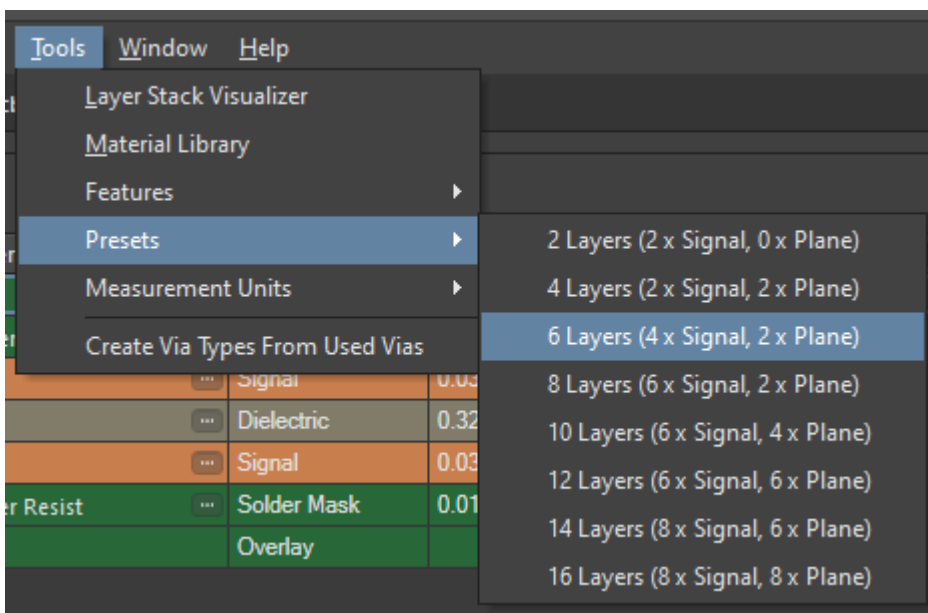 Tools Window Help
Layer Stack Visualizer
Material Library
Features
Presets
Measurement Units
Create Via Types From Used Vias
2 Layers (2 x Signal, 0 x Plane)
4 Layers (2 x Signal, 2 x Plane)
6 Layers (4 x Signal, 2 x Plane)
8 Layers (6 x Signal, 2 x Plane)
10 Layers (6 x Signal, 4 x Plane)
12 Layers (6 x Signal, 6 x Plane)
14 Layers (8 x Signal, 6 x Plane)
16 Layers (8 x Signal, 8 x Plane)
Signal 0.03
Dielectric 0.32
Signal 0.03
er Resist Solder Mask 0.01
Overlay